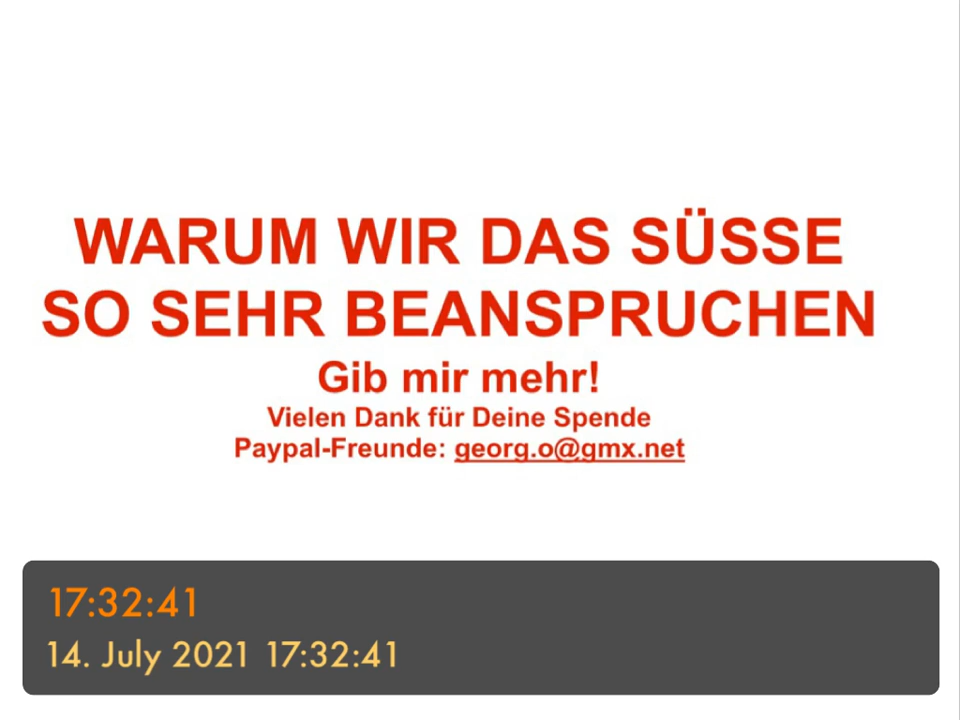 WARUM WIR DAS SÜSSE
SO SEHR BEANSPRUCHEN
Gib mir mehr!
Vielen Dank für Deine Spende
Paypal-Freunde: georg.o@gmx.net
17:32:41
14. July 2021 17:32:41